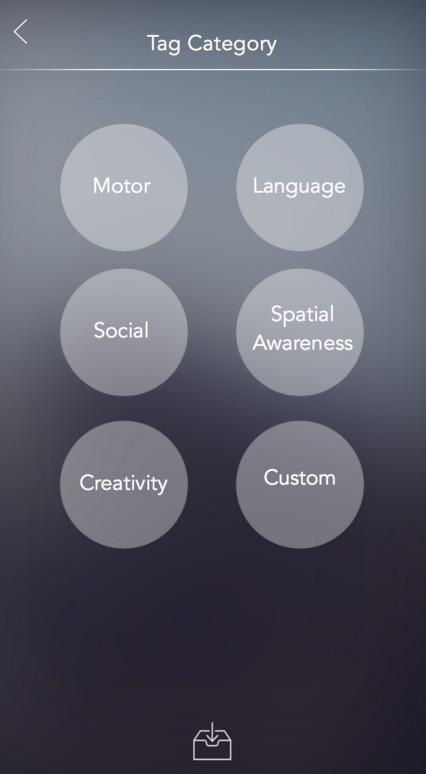 Tag Category
Motor
Language
Social
Spatial
Awareness
Creativity
Custom